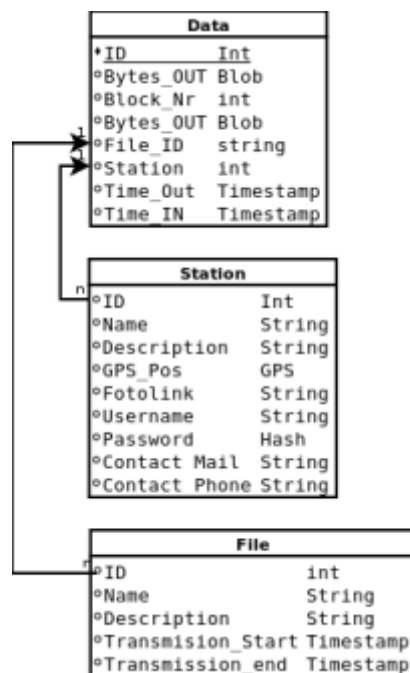 Data
ID Int
Bytes_OUT Blob
Block_Nr int
Bytes_OUT Blob
1
File_ID string
Station int
Time_Out Timestamp
Time_IN Timestamp
Station
n
ID Int
Name String
Description String
GPS_Pos GPS
Fotolink String
Username String
Password Hash
Contact Mail String
Contact Phone String
File
ID int
Name String
Description String
Transmision_Start Timestamp
Transmission_end Timestamp